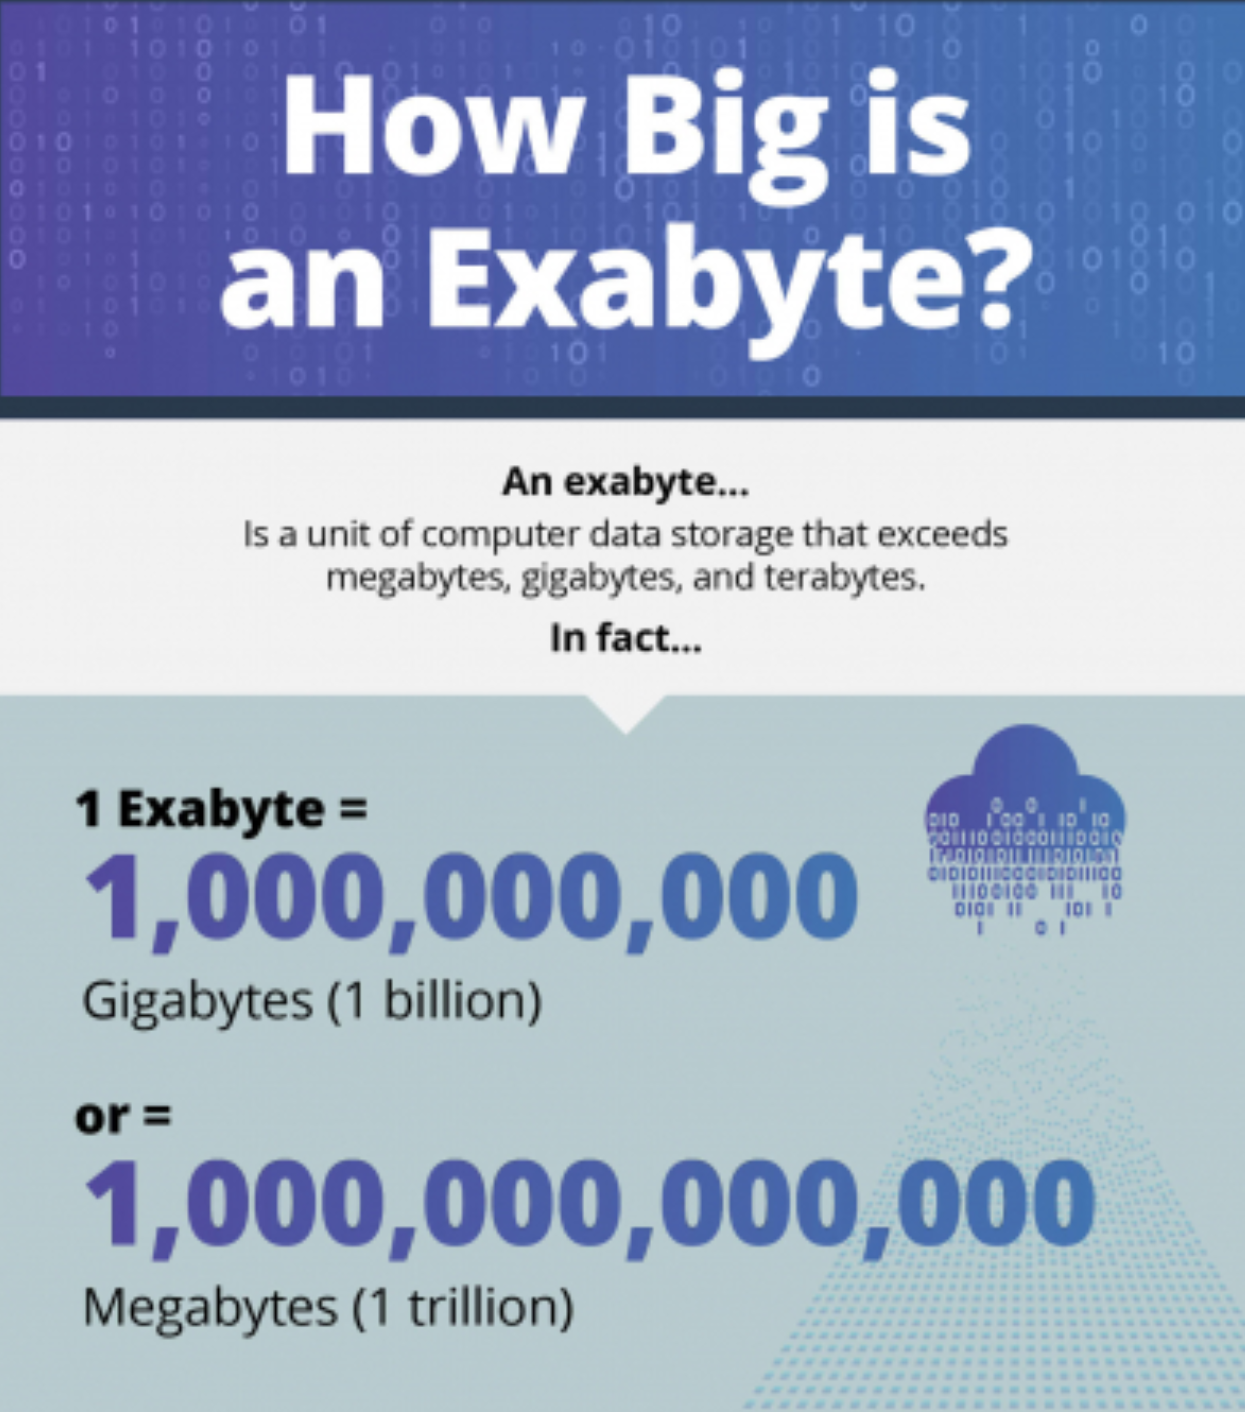 How Big is
an Exabyte?
An exabyte...
Is a unit of computer data storage that exceeds
megabytes, gigabytes, and terabytes.
In fact...
1 Exabyte =
1,000,000,000
Gigabytes (1 billion)
or =
1,000,000,000,000
Megabytes (1 trillion)